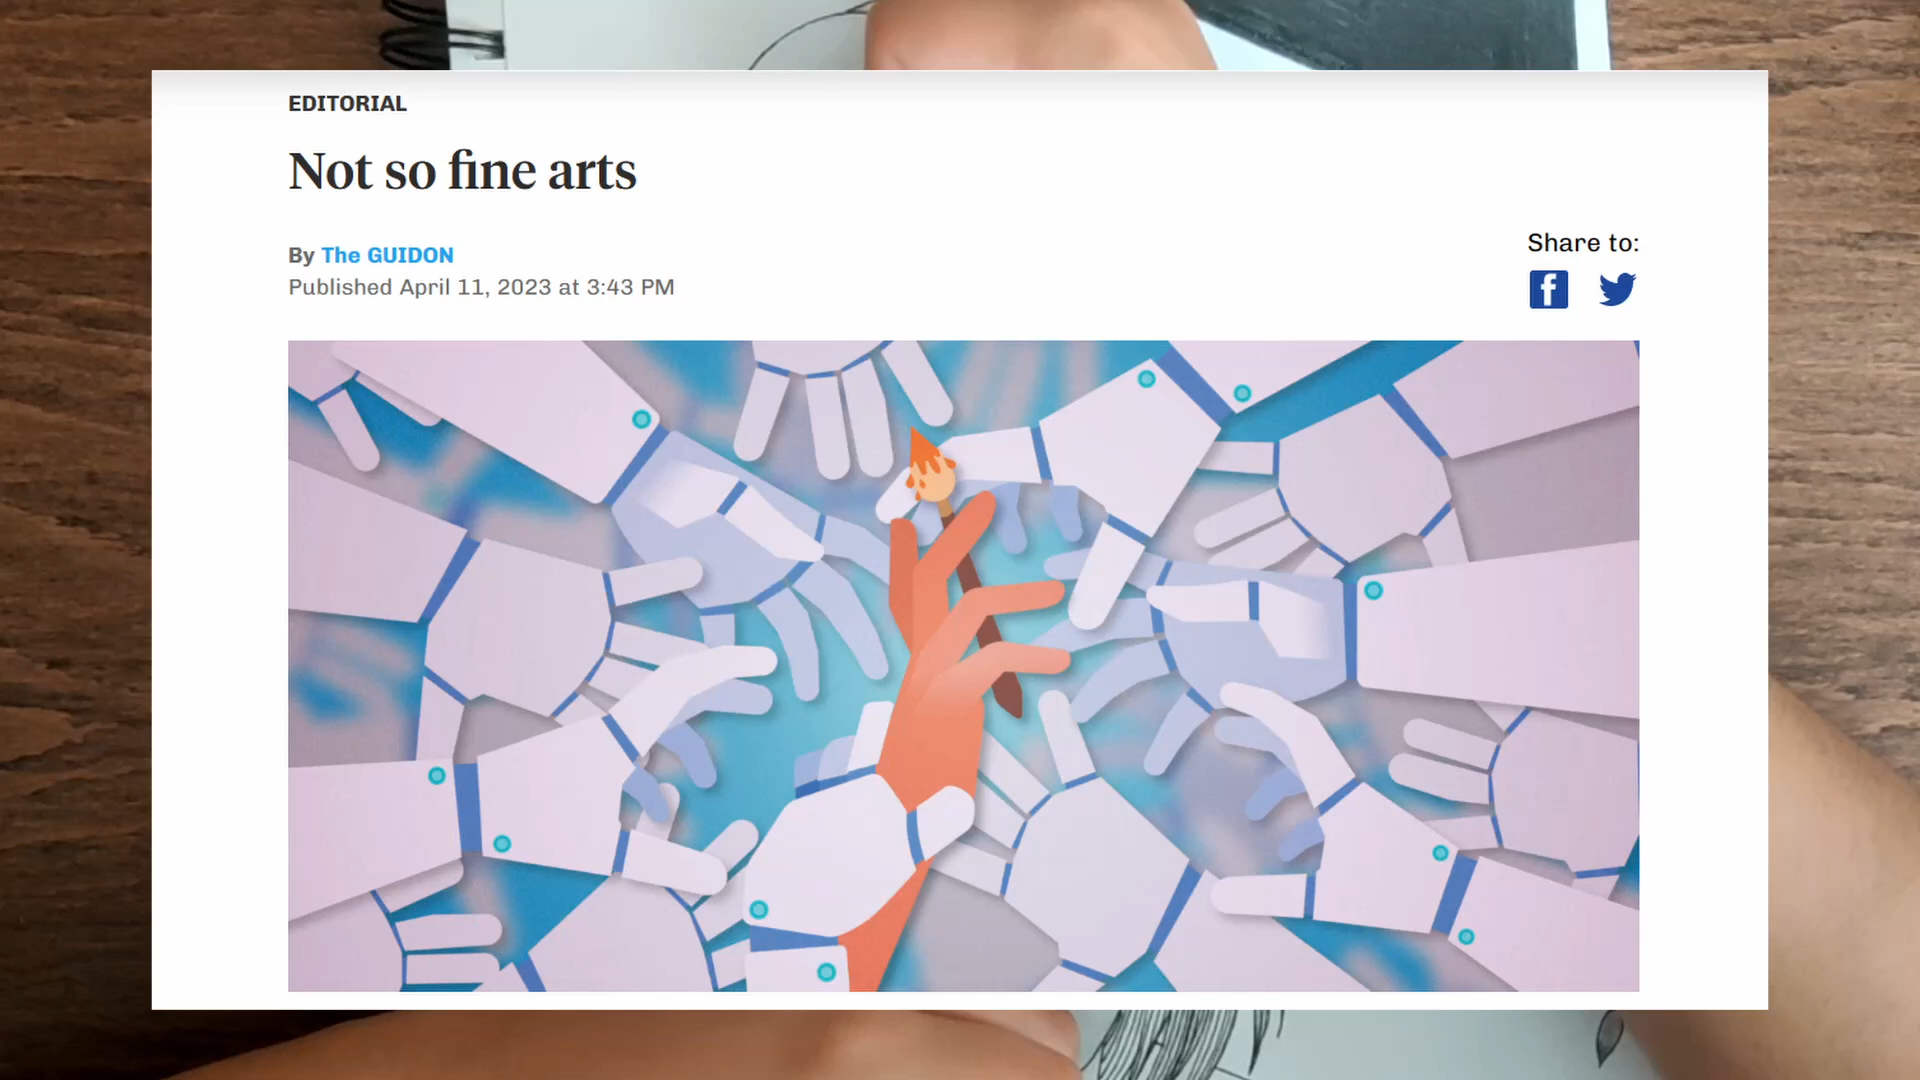 EDITORIAL
Not so fine arts
By The GUIDON
Share to:
Published April 11, 2023 at 3:43 PM